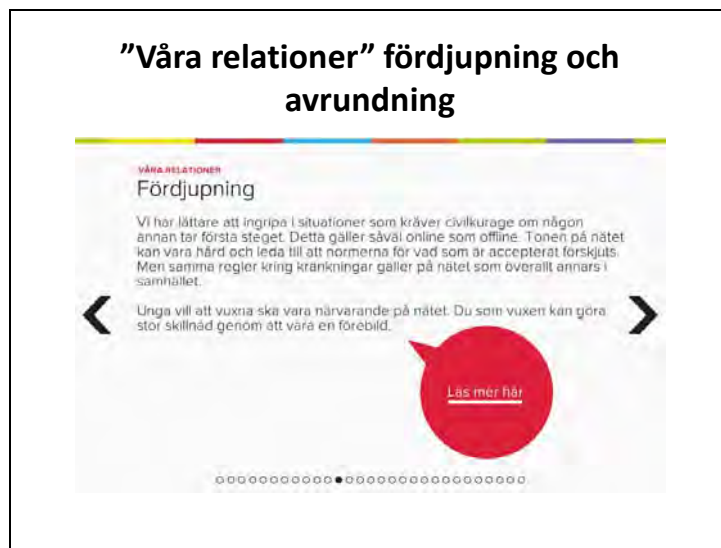 ”Våra relationer” fördjupning och
avrundning
VÅRA RELATIONER
Fördjupning
Vi har lättare att ingripa i situationer som kräver civilkurage om någon
annan tar första steget. Detta gäller såväl online som offline. Tonen på nätet
kan vara hård och leda till att normerna för vad som är accepterat förskjuts.
Men samma regler kring kränkningar gäller på nätet som överallt annars i
samhället.
Unga vill att vuxna ska vara närvarande på nätet. Du som vuxen kan göra
stor skillnad genom att vara en förebild.
Läs mer här